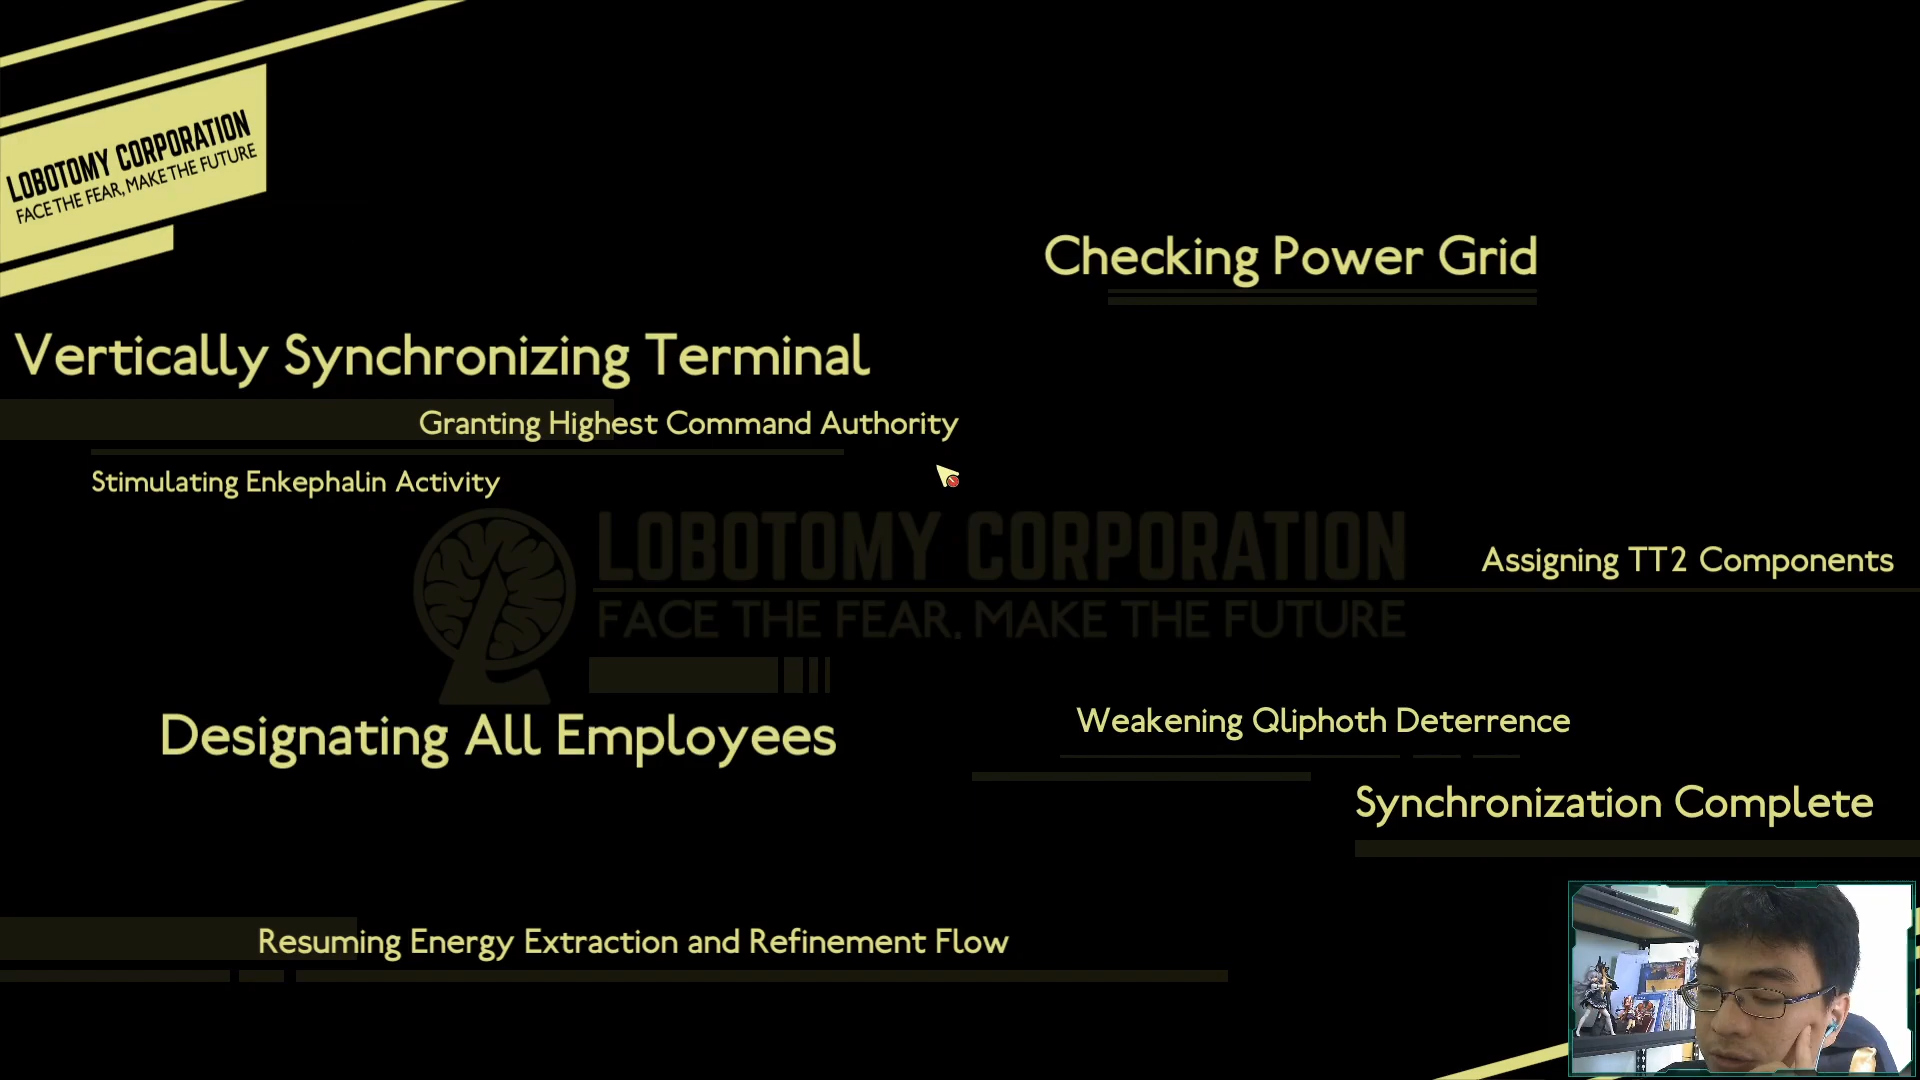 LOBOTOMY CORPORATION
FACE THE FEAR, MAKE THE FUTURE
Checking Power Grid
Vertically Synchronizing Terminal
Granting Highest Command Authority
Stimulating Enkephalin Activity
LOBOTOMY CORPORATION
FACE THE FEAR, MAKE THE FUTURE
Assigning TT2 Components
Designating All Employees
Weakening Qliphoth Deterrence
Synchronization Complete
Resuming Energy Extraction and Refinement Flow